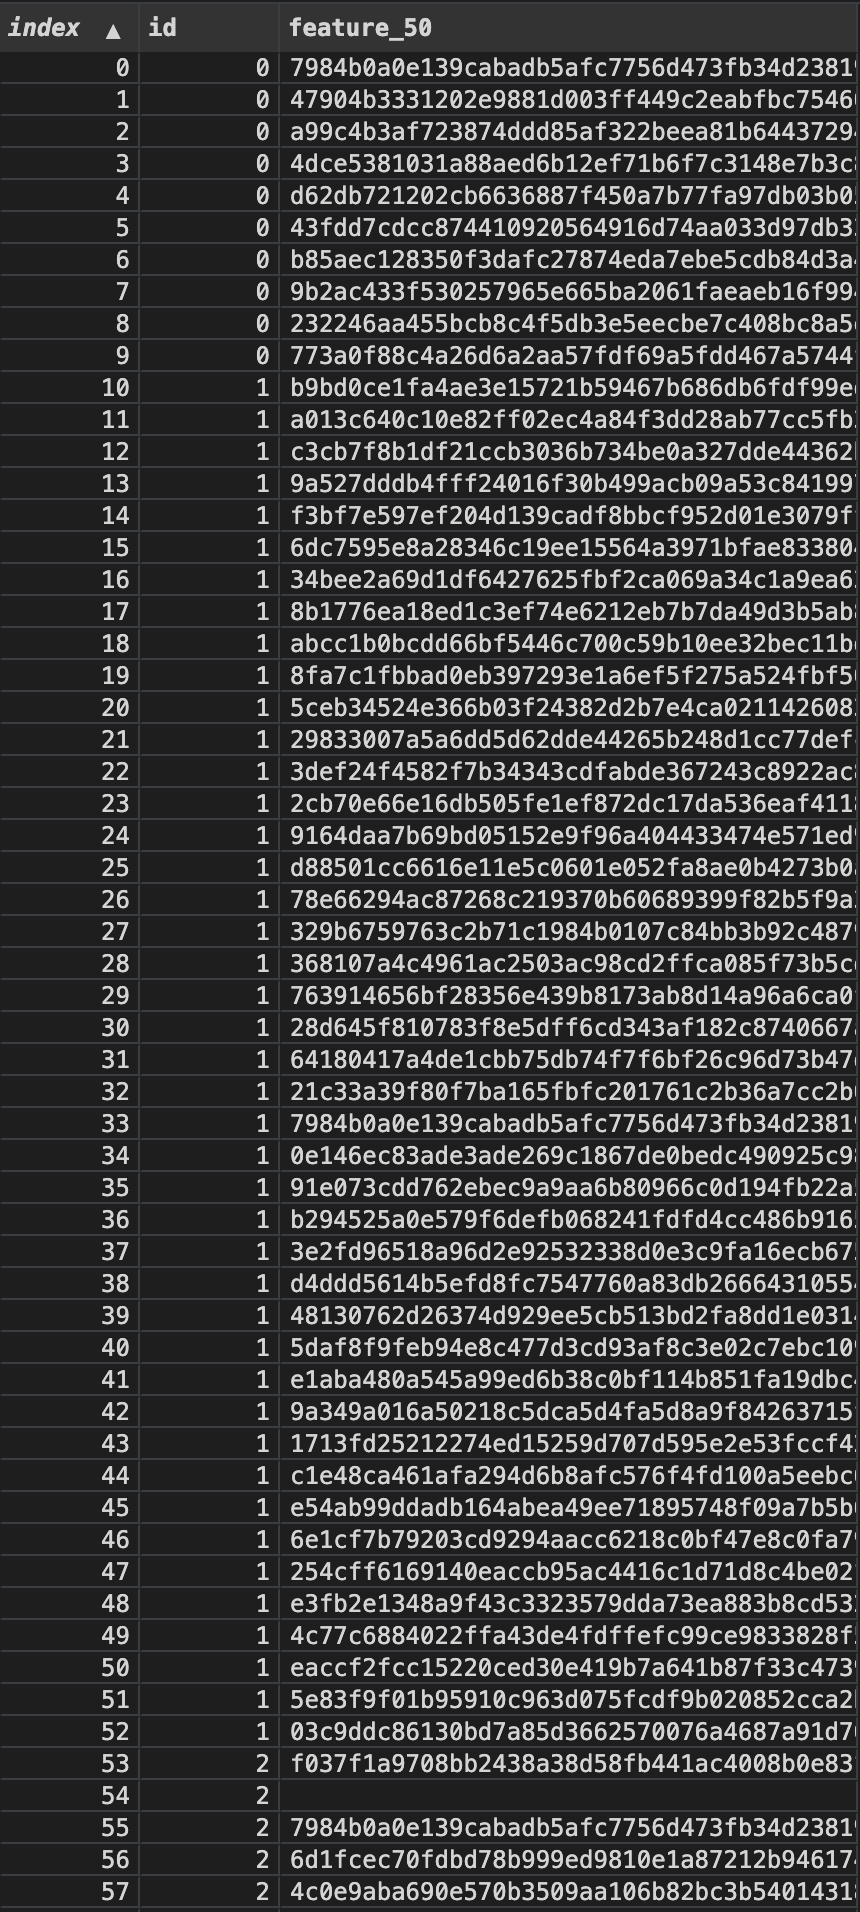 index ▲ id feature_50
0 0 7984b0a0e139cabadb5afc7756d473fb34d23819
1 0 47904b3331202e9881d003ff449c2eabfbc7546
2 0 a99c4b3af723874ddd85af322beea81b6443729
3 0 4dce5381031a88aed6b12ef71b6f7c3148e7b3c
4 0 d62db721202cb6636887f450a7b77fa97db03b0
5 0 43fdd7cdcc874410920564916d74aa033d97db3
6 0 b85aec128350f3dafc27874eda7ebe5cdb84d3a
7 0 9b2ac433f530257965e665ba2061faeaeb16f99
8 0 232246aa455bcb8c4f5db3e5eecbe7c408bc8a5
9 0 773a0f88c4a26d6a2aa57fdf69a5fdd467a5744
10 1 b9bd0ce1fa4ae3e15721b59467b686db6fdf99e
11 1 a013c640c10e82ff02ec4a84f3dd28ab77cc5fb
12 1 c3cb7f8b1df21ccb3036b734be0a327dde44362
13 1 9a527dddb4fff24016f30b499acb09a53c84199
14 1 f3bf7e597ef204d139cadf8bbcf952d01e3079f
15 1 6dc7595e8a28346c19ee15564a3971bfae83380
16 1 34bee2a69d1df6427625fbf2ca069a34c1a9ea6
17 1 8b1776ea18ed1c3ef74e6212eb7b7da49d3b5ab
18 1 abcc1b0bcdd66bf5446c700c59b10ee32bec11b
19 1 8fa7c1fbbad0eb397293e1a6ef5f275a524fbf5
20 1 5ceb34524e366b03f24382d2b7e4ca021142608
21 1 29833007a5a6dd5d62dde44265b248d1cc77def
22 1 3def24f4582f7b34343cdfabde367243c8922ac
23 1 2cb70e66e16db505fe1ef872dc17da536eaf411
24 1 9164daa7b69bd05152e9f96a404433474e571ed
25 1 d88501cc6616e11e5c0601e052fa8ae0b4273b0
26 1 78e66294ac87268c219370b60689399f82b5f9a
27 1 329b6759763c2b71c1984b0107c84bb3b92c487
28 1 368107a4c4961ac2503ac98cd2ffca085f73b5c
29 1 763914656bf28356e439b8173ab8d14a96a6ca0
30 1 28d645f810783f8e5dff6cd343af182c8740667
31 1 64180417a4de1cbb75db74f7f6bf26c96d73b47
32 1 21c33a39f80f7ba165fbfc201761c2b36a7cc2b
33 1 7984b0a0e139cabadb5afc7756d473fb34d23819
34 1 0e146ec83ade3ade269c1867de0bedc490925c9
35 1 91e073cdd762ebec9a9aa6b80966c0d194fb22a
36 1 b294525a0e579f6defb068241fdfd4cc486b916
37 1 3e2fd96518a96d2e92532338d0e3c9fa16ecb67
38 1 d4ddd5614b5efd8fc7547760a83db2666431055
39 1 48130762d26374d929ee5cb513bd2fa8dd1e031
40 1 5daf8f9feb94e8c477d3cd93af8c3e02c7ebc10
41 1 e1aba480a545a99ed6b38c0bf114b851fa19dbc
42 1 9a349a016a50218c5dca5d4fa5d8a9f84263715
43 1 1713fd25212274ed15259d707d595e2e53fccf4
44 1 c1e48ca461afa294d6b8afc576f4fd100a5eebc
45 1 e54ab99ddadb164abea49ee71895748f09a7b5b
46 1 6e1cf7b79203cd9294aacc6218c0bf47e8c0fa7
47 1 254cff6169140eaccb95ac4416c1d71d8c4be02
48 1 e3fb2e1348a9f43c3323579dda73ea883b8cd53
49 1 4c77c6884022ffa43de4fdffefc99ce9833828f
50 1 eaccf2fcc15220ced30e419b7a641b87f33c473
51 1 5e83f9f01b95910c963d075fcdf9b020852cca2
52 1 03c9ddc86130bd7a85d3662570076a4687a91d7
53 2 f037f1a9708bb2438a38d58fb441ac4008b0e83
54 2
55 2 7984b0a0e139cabadb5afc7756d473fb34d23819
56 2 6d1fcec70fdbd78b999ed9810e1a87212b94617
57 2 4c0e9aba690e570b3509aa106b82bc3b5401431